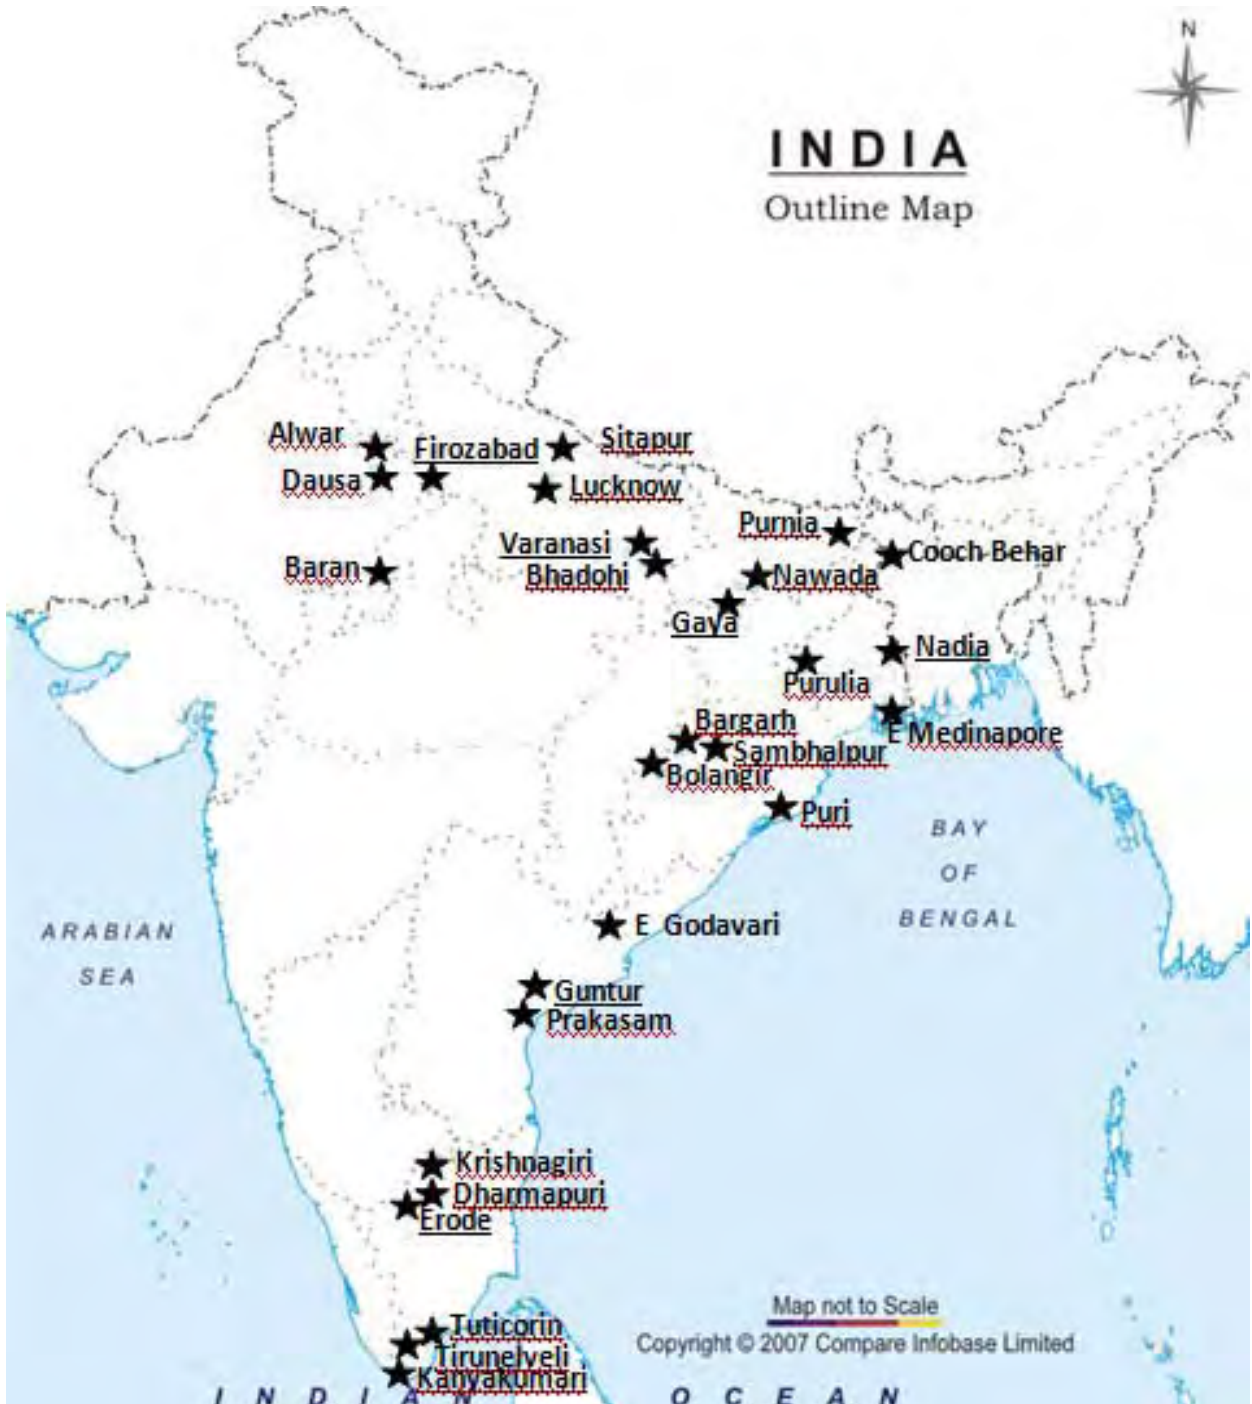 N
INDIA
Outline Map
Alwar
Firozabad
Sitapur
Dausa
Lucknow
Purnia
Varanasi
Cooch Behar
Baran
Bhadohi
Nawada
Gaya
Nadia
Purulia
Bargarh
E Medinapore
Sambhalpur
Bolangir
Puri
BAY
OF
BENGAL
ARABIAN
SEA
E Godavari
Guntur
Prakasam
Krishnagiri
Dharmapuri
Erode
Map not to Scale
Copyright © 2007 Compare Infobase Limited
Tuticorin
Tirunelveli
Kanyakumari
INDIAN OCEAN